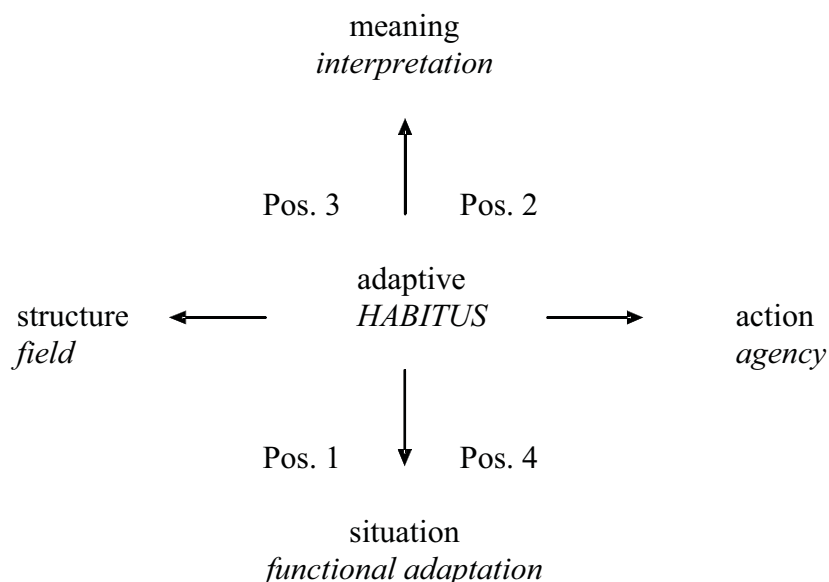 meaning
interpretation
Pos. 3 Pos. 2
adaptive
HABITUS
structure
field
action
agency
Pos. 1 Pos. 4
situation
functional adaptation